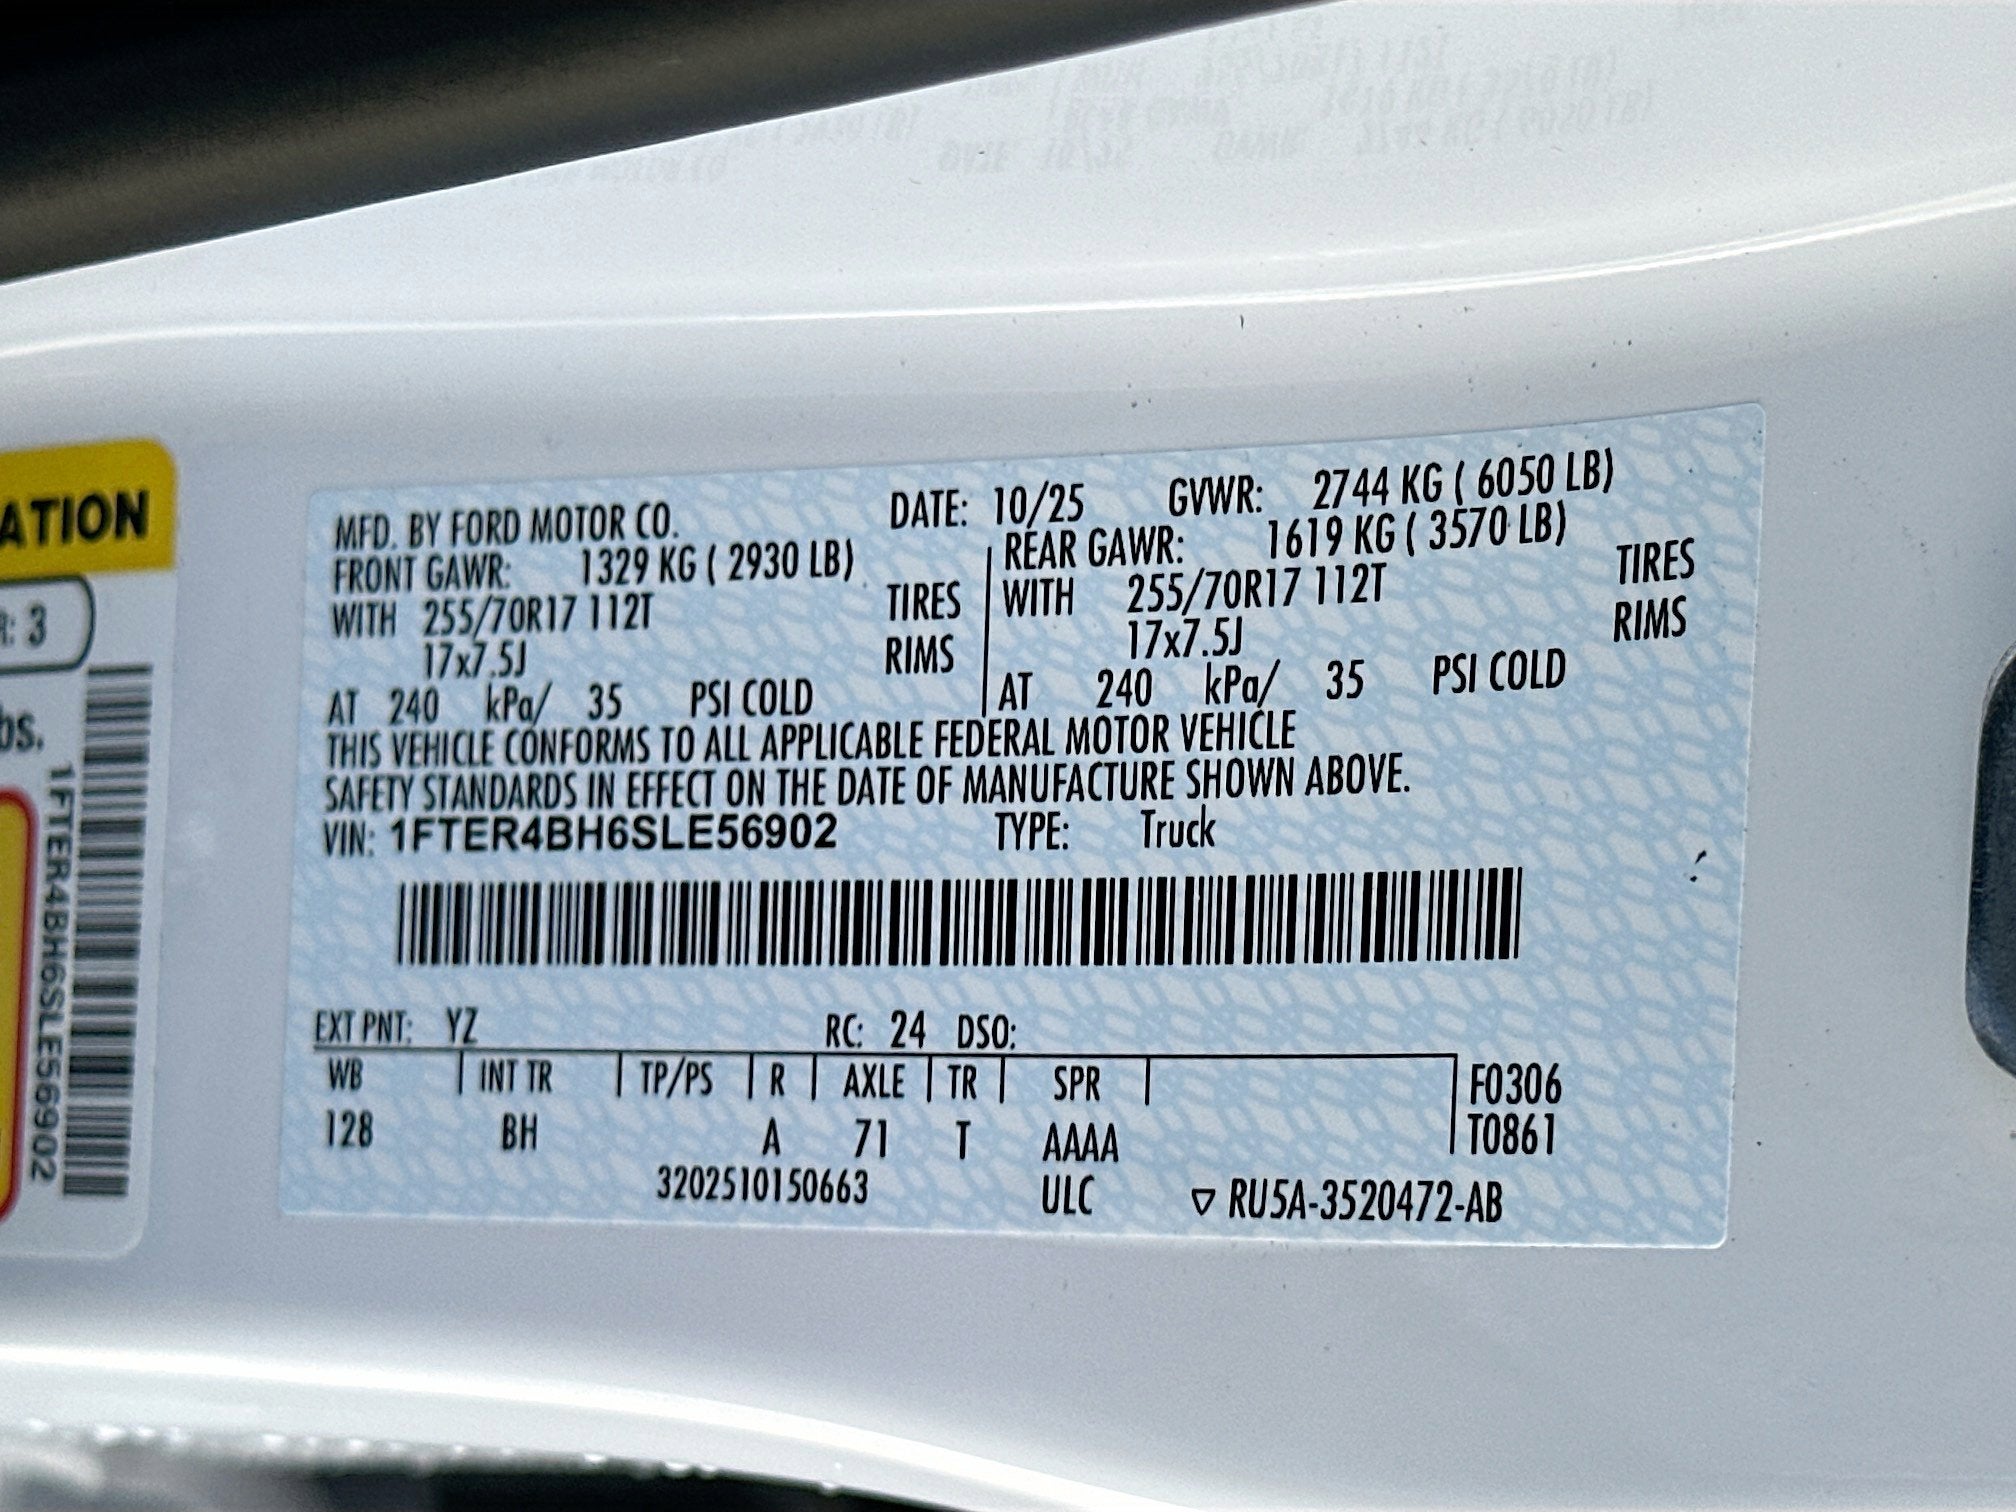 ATION
R: 3
bs.
1FTER4BH6SLE56902
MFD. BY FORD MOTOR CO. DATE: 10/25 GVWR: 2744 KG ( 6050 LB)
FRONT GAWR: 1329 KG ( 2930 LB) REAR GAWR: 1619 KG ( 3570 LB)
WITH 255/70R17 112T TIRES WITH 255/70R17 112T TIRES
17x7.5J RIMS 17x7.5J RIMS
AT 240 kPa/ 35 PSI COLD AT 240 kPa/ 35 PSI COLD
THIS VEHICLE CONFORMS TO ALL APPLICABLE FEDERAL MOTOR VEHICLE
SAFETY STANDARDS IN EFFECT ON THE DATE OF MANUFACTURE SHOWN ABOVE.
VIN: 1FTER4BH6SLE56902 TYPE: Truck
EXT PNT: YZ RC: 24 DSO:
WB INT TR TP/PS R AXLE TR SPR F0306
128 BH A 71 T AAAA T0861
3202510150663 ULC ▽ RU5A-3520472-AB